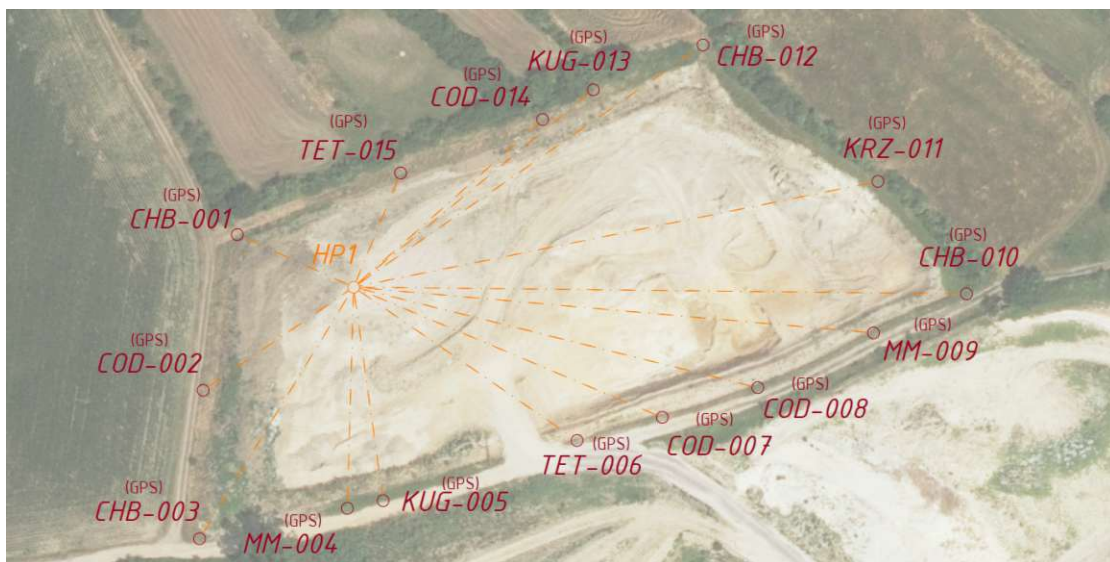 (GPS)
CHB-012
(GPS)
KUG-013
(GPS)
COD-014
(GPS)
TET-015
(GPS)
KRZ-011
(GPS)
CHB-001
HP1
(GPS)
CHB-010
(GPS)
MM-009
(GPS)
COD-002
(GPS)
COD-008
(GPS)
COD-007
(GPS)
TET-006
(GPS)
KUG-005
(GPS)
CHB-003
(GPS)
MM-004